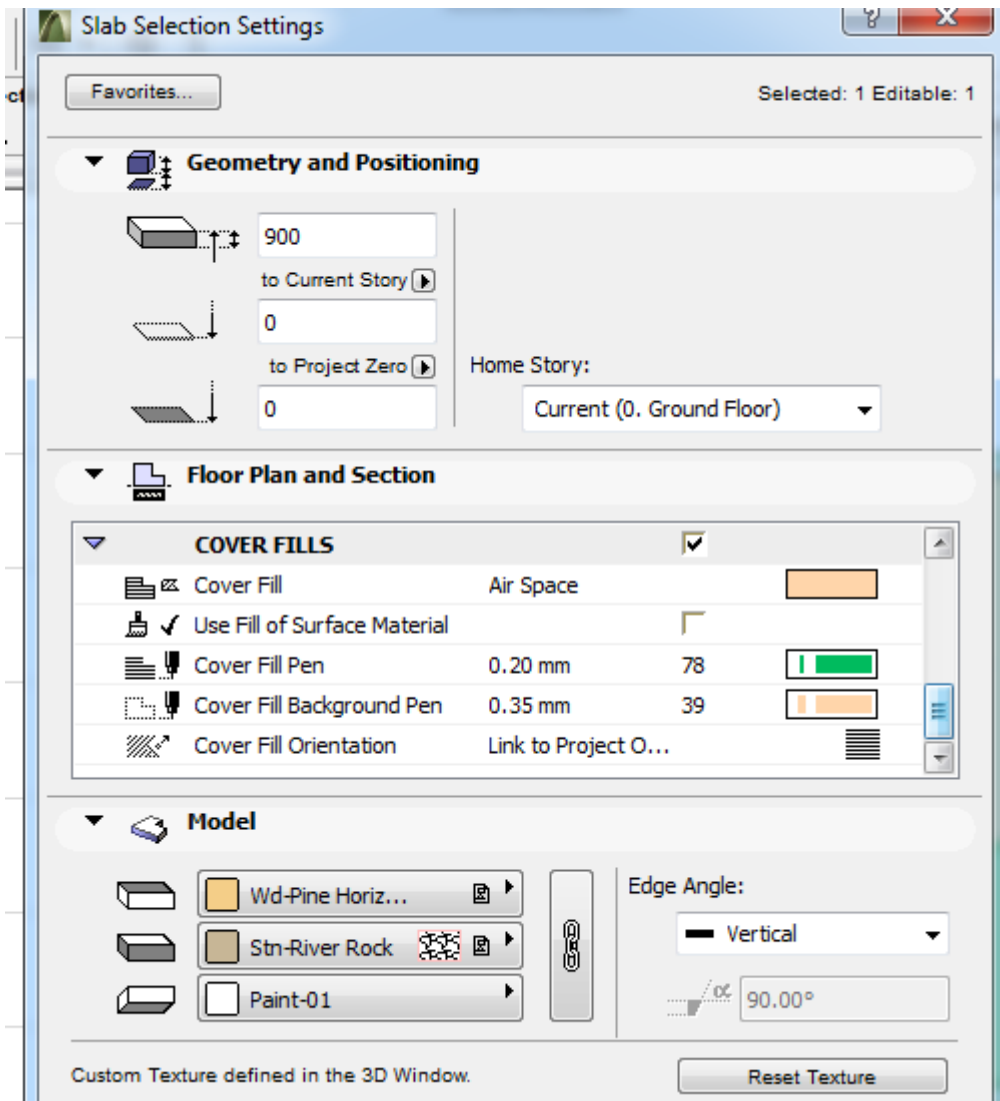 Slab Selection Settings
Favorites...
Selected: 1 Editable: 1
Geometry and Positioning
900
to Current Story
0
to Project Zero
Home Story:
0
Current (0. Ground Floor)
Floor Plan and Section
COVER FILLS
Cover Fill Air Space
Use Fill of Surface Material
Cover Fill Pen 0.20 mm 78
Cover Fill Background Pen 0.35 mm 39
Cover Fill Orientation Link to Project O...
Model
Wd-Pine Horiz...
Edge Angle:
Stn-River Rock
Vertical
Paint-01
α 90.00°
Custom Texture defined in the 3D Window.
Reset Texture